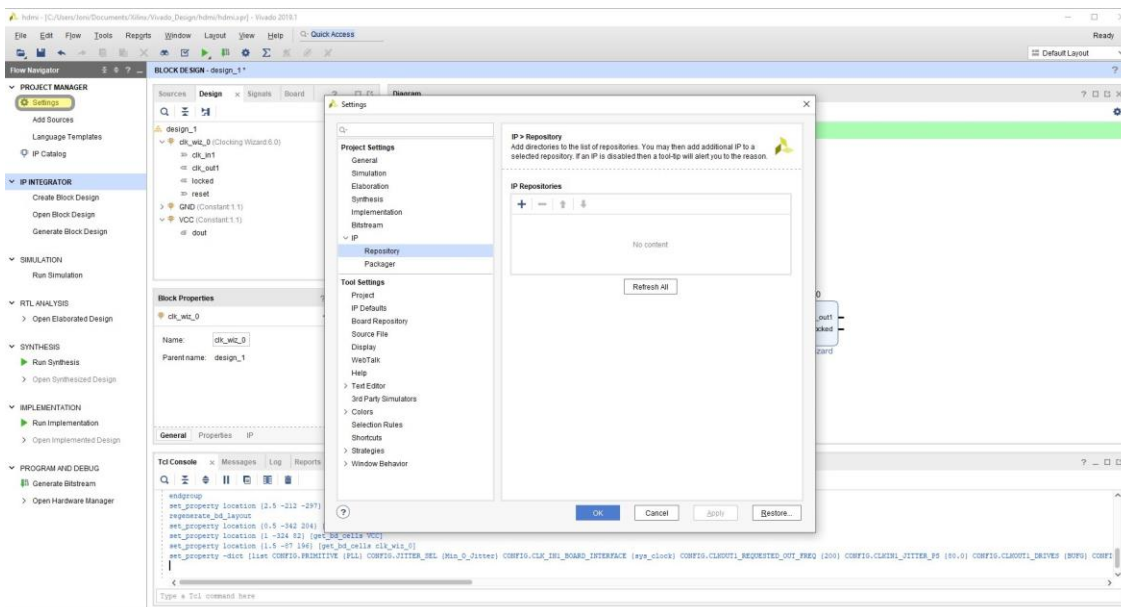 hdmi - [C:/Users/Joni/Documents/Xilinx/Vivado_Design/hdmi/hdmi.xpr] - Vivado 2019.1
File Edit Flow Tools Reports Window Layout View Help Quick Access
Ready
Default Layout
Flow Navigator
BLOCK DESIGN - design_1 *
PROJECT MANAGER
Settings
Add Sources
Language Templates
IP Catalog
IP INTEGRATOR
Create Block Design
Open Block Design
Generate Block Design
SIMULATION
Run Simulation
RTL ANALYSIS
Open Elaborated Design
SYNTHESIS
Run Synthesis
Open Synthesized Design
IMPLEMENTATION
Run Implementation
Open Implemented Design
PROGRAM AND DEBUG
Generate Bitstream
Open Hardware Manager
Sources Design Signals Board
Diagram
design_1
clk_wiz_0 (Clocking Wizard:6.0)
clk_in1
clk_out1
locked
reset
GND (Constant:1.1)
VCC (Constant:1.1)
dout
Block Properties
clk_wiz_0
Name: clk_wiz_0
Parent name: design_1
General Properties IP
Settings
Project Settings
General
Simulation
Elaboration
Synthesis
Implementation
Bitstream
IP
Repository
Packager
Tool Settings
Project
IP Defaults
Board Repository
Source File
Display
WebTalk
Help
Text Editor
3rd Party Simulators
Colors
Selection Rules
Shortcuts
Strategies
Window Behavior
IP > Repository
Add directories to the list of repositories. You may then add additional IP to a
selected repository. If an IP is disabled then a tool-tip will alert you to the reason.
IP Repositories
No content
Refresh All
OK Cancel Apply Restore...
Tcl Console Messages Log Reports
endgroup
set_property location {2.5 -212 -297}
regenerate_bd_layout
set_property location {0.5 -342 204}
set_property location {1 -324 82} [get_bd_cells VCC]
set_property location {1.5 -87 196} [get_bd_cells clk_wiz_0]
set_property -dict [list CONFIG.PRIMITIVE {PLL} CONFIG.JITTER_SEL {Min_O_Jitter} CONFIG.CLK_IN1_BOARD_INTERFACE {sys_clock} CONFIG.CLKOUT1_REQUESTED_OUT_FREQ {200} CONFIG.CLKIN1_JITTER_PS {80.0} CONFIG.CLKOUT1_DRIVES {BUFG} CONFI
Type a Tcl command here